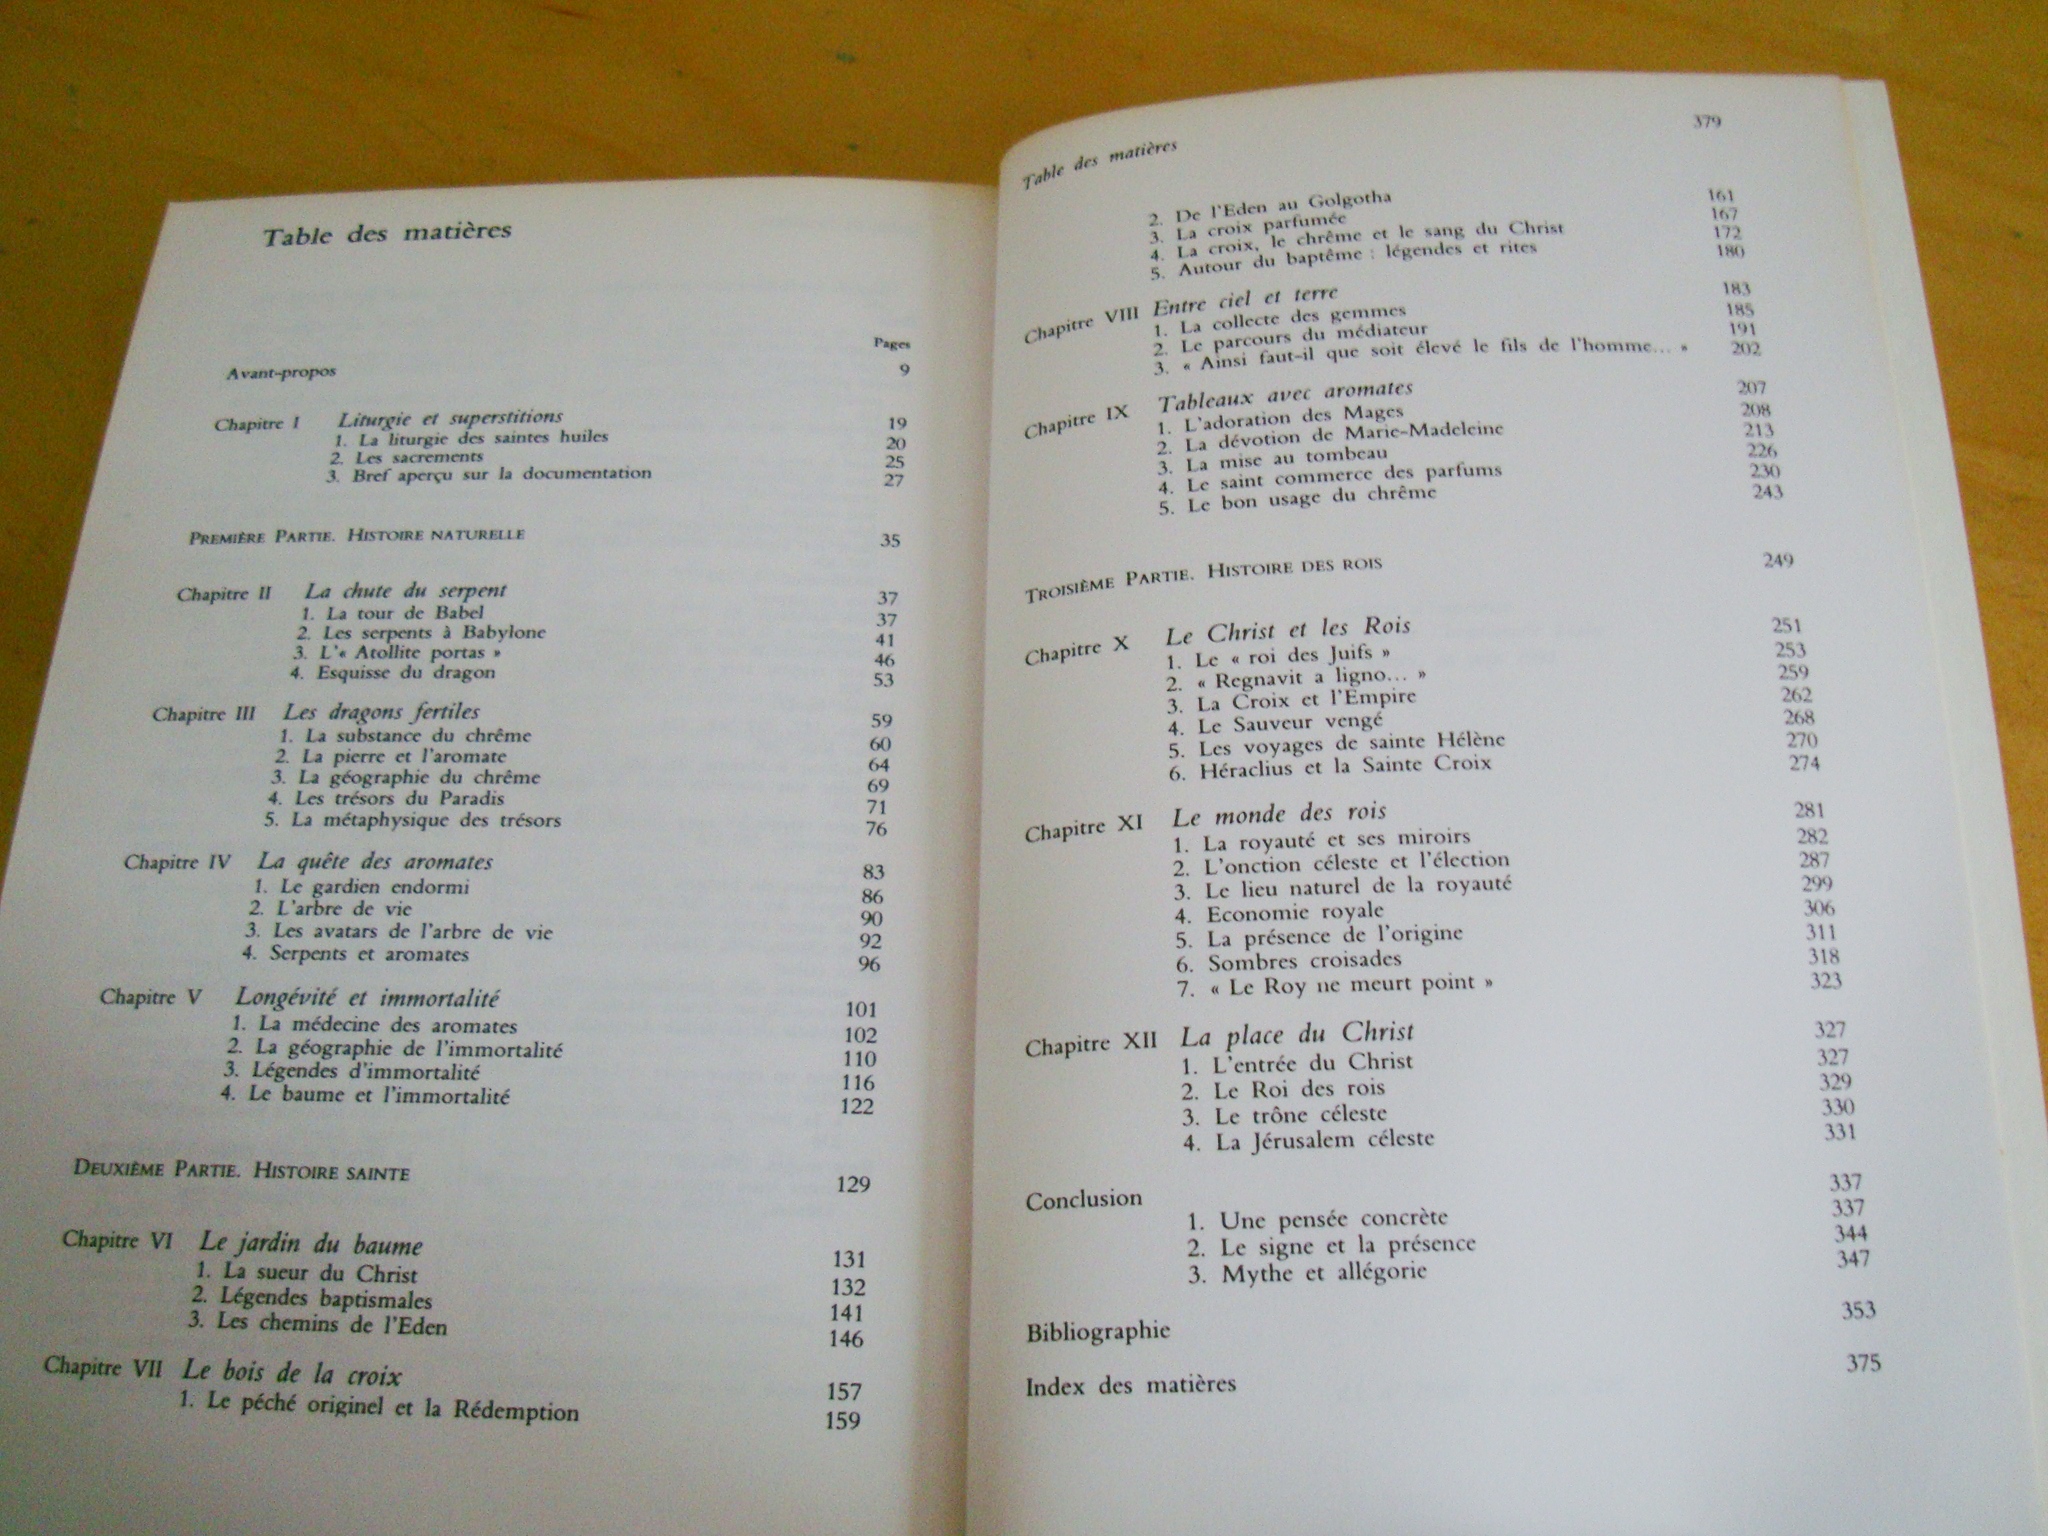 Table des matières
Pages
Avant-propos 9
Chapitre I Liturgie et superstitions 19
1. La liturgie des saintes huiles 20
2. Les sacrements 25
3. Bref aperçu sur la documentation 27
PREMIÈRE PARTIE. HISTOIRE NATURELLE 35
Chapitre II La chute du serpent 37
1. La tour de Babel 37
2. Les serpents à Babylone 41
3. L'« Atollite portas » 46
4. Esquisse du dragon 53
Chapitre III Les dragons fertiles 59
1. La substance du chrême 60
2. La pierre et l'aromate 64
3. La géographie du chrême 69
4. Les trésors du Paradis 71
5. La métaphysique des trésors 76
Chapitre IV La quête des aromates 83
1. Le gardien endormi 86
2. L'arbre de vie 90
3. Les avatars de l'arbre de vie 92
4. Serpents et aromates 96
Chapitre V Longévité et immortalité 101
1. La médecine des aromates 102
2. La géographie de l'immortalité 110
3. Légendes d'immortalité 116
4. Le baume et l'immortalité 122
DEUXIÈME PARTIE. HISTOIRE SAINTE 129
Chapitre VI Le jardin du baume 131
1. La sueur du Christ 132
2. Légendes baptismales 141
3. Les chemins de l'Eden 146
Chapitre VII Le bois de la croix 157
1. Le péché originel et la Rédemption 159
Table des matières 379
2. De l'Eden au Golgotha 161
3. La croix parfumée 167
4. La croix, le chrême et le sang du Christ 172
5. Autour du baptême : légendes et rites 180
Chapitre VIII Entre ciel et terre 183
1. La collecte des gemmes 185
2. Le parcours du médiateur 191
3. « Ainsi faut-il que soit élevé le fils de l'homme... » 202
Chapitre IX Tableaux avec aromates 207
1. L'adoration des Mages 208
2. La dévotion de Marie-Madeleine 213
3. La mise au tombeau 226
4. Le saint commerce des parfums 230
5. Le bon usage du chrême 243
TROISIÈME PARTIE. HISTOIRE DES ROIS 249
Chapitre X Le Christ et les Rois 251
1. Le « roi des Juifs » 253
2. « Regnavit a ligno... » 259
3. La Croix et l'Empire 262
4. Le Sauveur vengé 268
5. Les voyages de sainte Hélène 270
6. Héraclius et la Sainte Croix 274
Chapitre XI Le monde des rois 281
1. La royauté et ses miroirs 282
2. L'onction céleste et l'élection 287
3. Le lieu naturel de la royauté 299
4. Economie royale 306
5. La présence de l'origine 311
6. Sombres croisades 318
7. « Le Roy ne meurt point » 323
Chapitre XII La place du Christ 327
1. L'entrée du Christ 327
2. Le Roi des rois 329
3. Le trône céleste 330
4. La Jérusalem céleste 331
Conclusion 337
1. Une pensée concrète 337
2. Le signe et la présence 344
3. Mythe et allégorie 347
Bibliographie 353
Index des matières 375